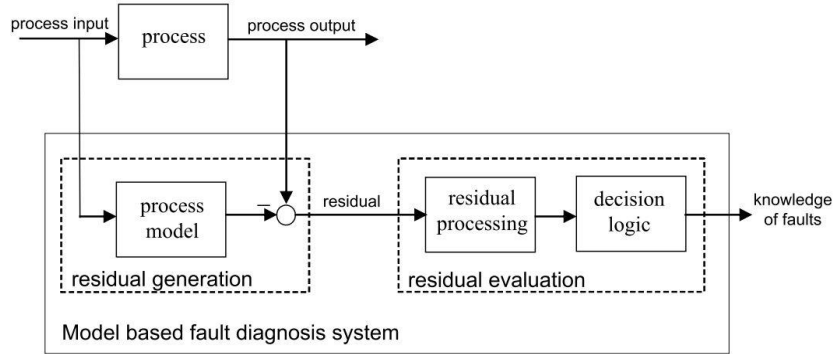 process input
process
process output
process
model
–
residual
residual
processing
decision
logic
knowledge
of faults
residual generation
residual evaluation
Model based fault diagnosis system